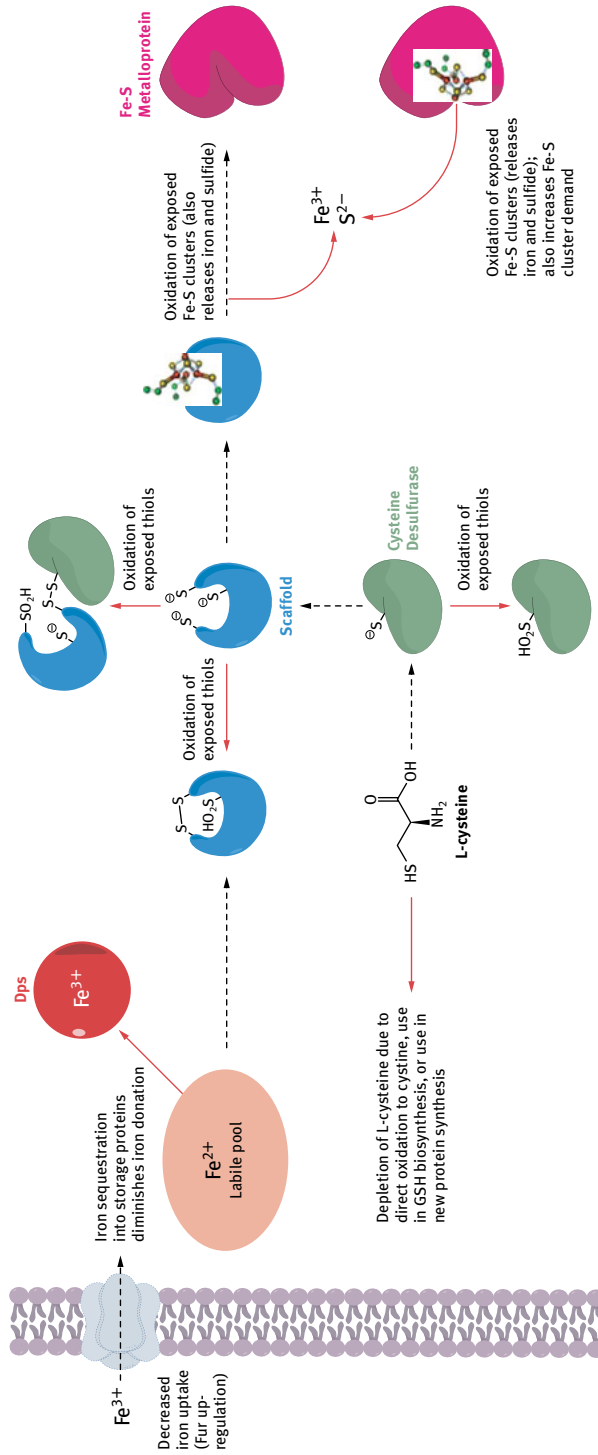 Fe3+
Decreased
iron uptake
(Fur up-
regulation)
Iron sequestration
into storage proteins
diminishes iron donation
Dps
Fe3+
Fe2+
Labile pool
Depletion of L-cysteine due to
direct oxidation to cystine, use
in GSH biosynthesis, or use in
new protein synthesis
HS
O
OH
NH2
L-cysteine
S
S
HO2S
Oxidation of
exposed thiols
SO2H
S
S
S
⊖
Oxidation of
exposed thiols
⊖
S
S
⊖
S
⊖
Scaffold
⊖
S
Cysteine
Desulfurase
Oxidation of
exposed thiols
HO2S
Oxidation of exposed
Fe-S clusters (also
releases iron and sulfide)
Fe-S
Metalloprotein
Fe3+
S2−
Oxidation of exposed
Fe-S clusters (releases
iron and sulfide);
also increases Fe-S
cluster demand